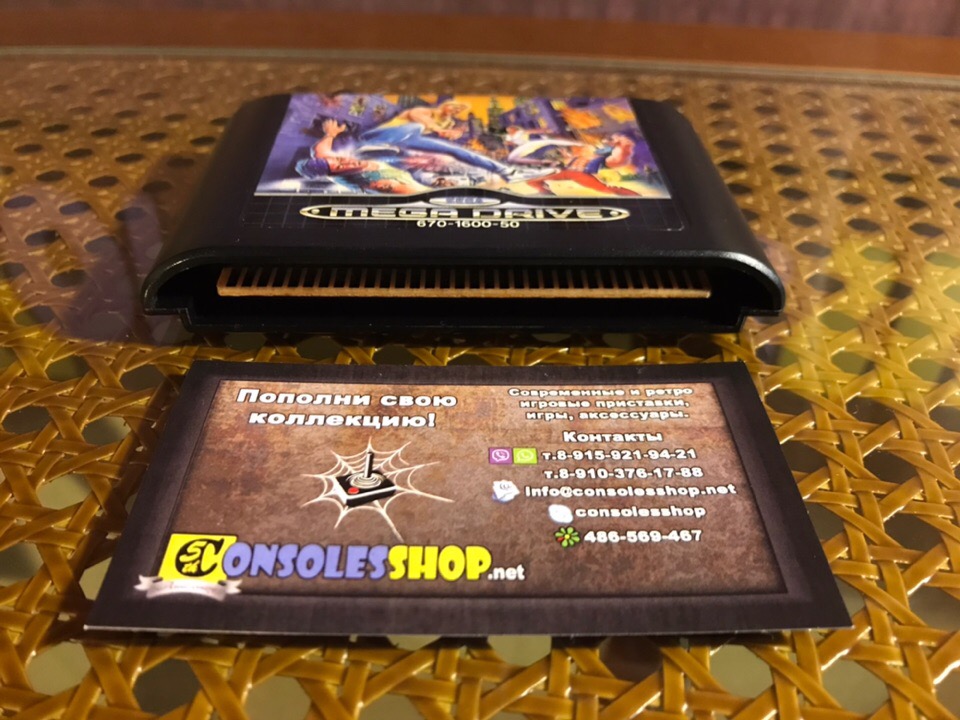 SEGA
MEGA DRIVE
670-1600-50
Пополни свою
коллекцию!
Современные и ретро
игровые приставки,
игры, аксессуары.
Контакты
т.8-915-921-94-21
т.8-910-376-17-88
info@consolesshop.net
consolesshop
486-569-467
CONSOLESSHOP.net